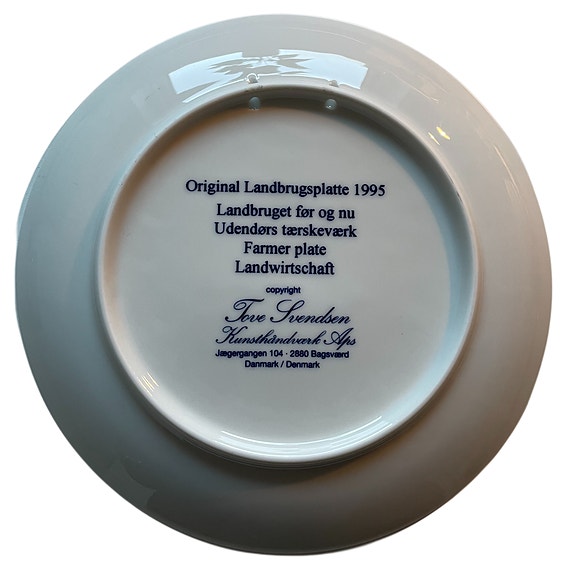 Original Landbrugsplatte 1995
Landbruget før og nu
Udendørs tærskeværk
Farmer plate
Landwirtschaft
copyright
Tove Svendsen
Kunsthåndværk Aps
Jægergangen 104 · 2880 Bagsværd
Danmark / Denmark